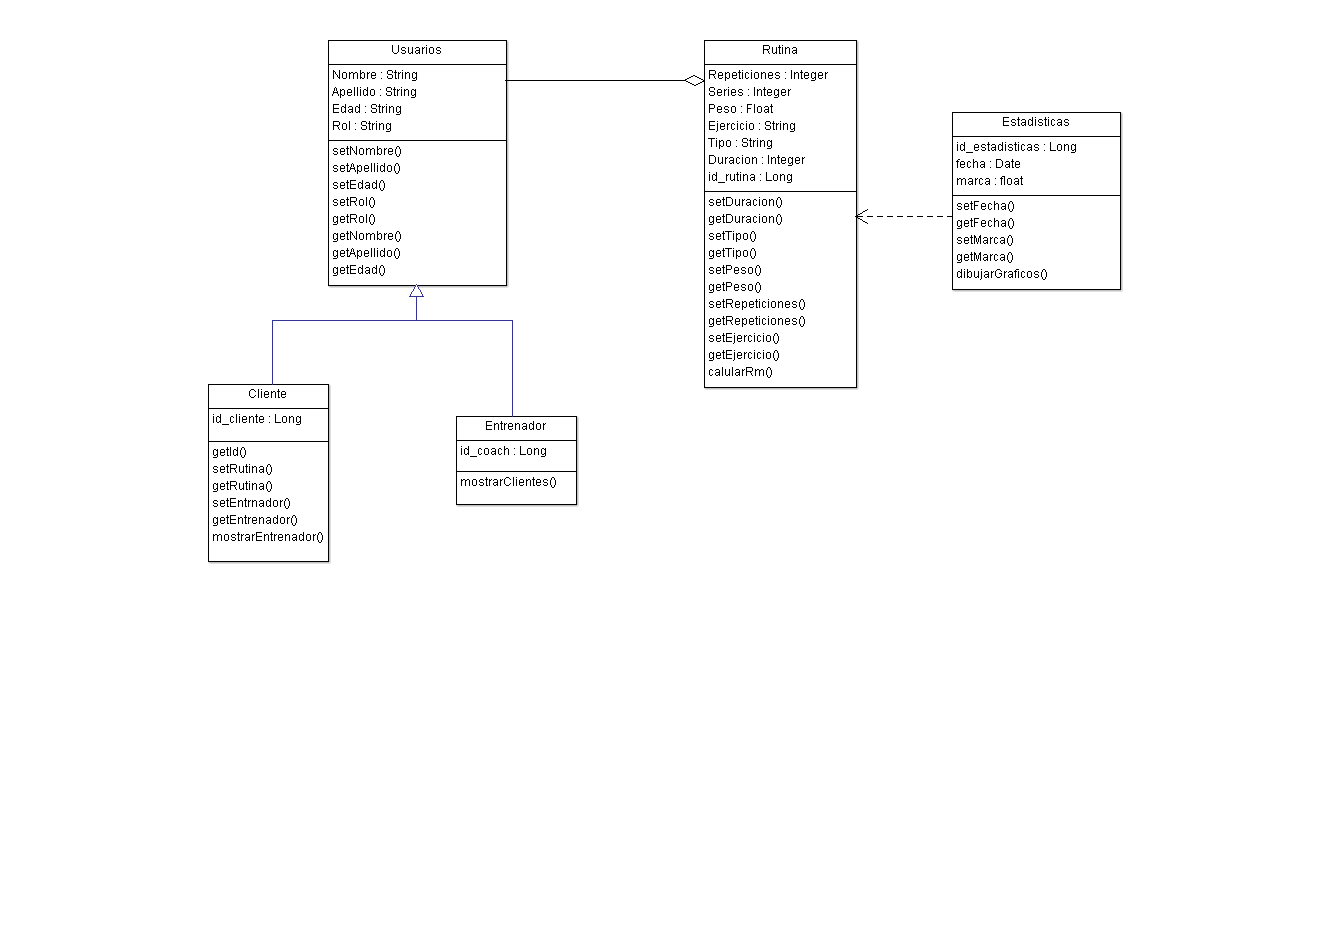 Usuarios
Nombre : String
Apellido : String
Edad : String
Rol : String
setNombre()
setApellido()
setEdad()
setRol()
getRol()
getNombre()
getApellido()
getEdad()
Rutina
Repeticiones : Integer
Series : Integer
Peso : Float
Ejercicio : String
Tipo : String
Duracion : Integer
id_rutina : Long
setDuracion()
getDuracion()
setTipo()
getTipo()
setPeso()
getPeso()
setRepeticiones()
getRepeticiones()
setEjercicio()
getEjercicio()
calularRm()
Estadisticas
id_estadisticas : Long
fecha : Date
marca : float
setFecha()
getFecha()
setMarca()
getMarca()
dibujarGraficos()
Cliente
id_cliente : Long
getId()
setRutina()
getRutina()
setEntrnador()
getEntrenador()
mostrarEntrenador()
Entrenador
id_coach : Long
mostrarClientes()